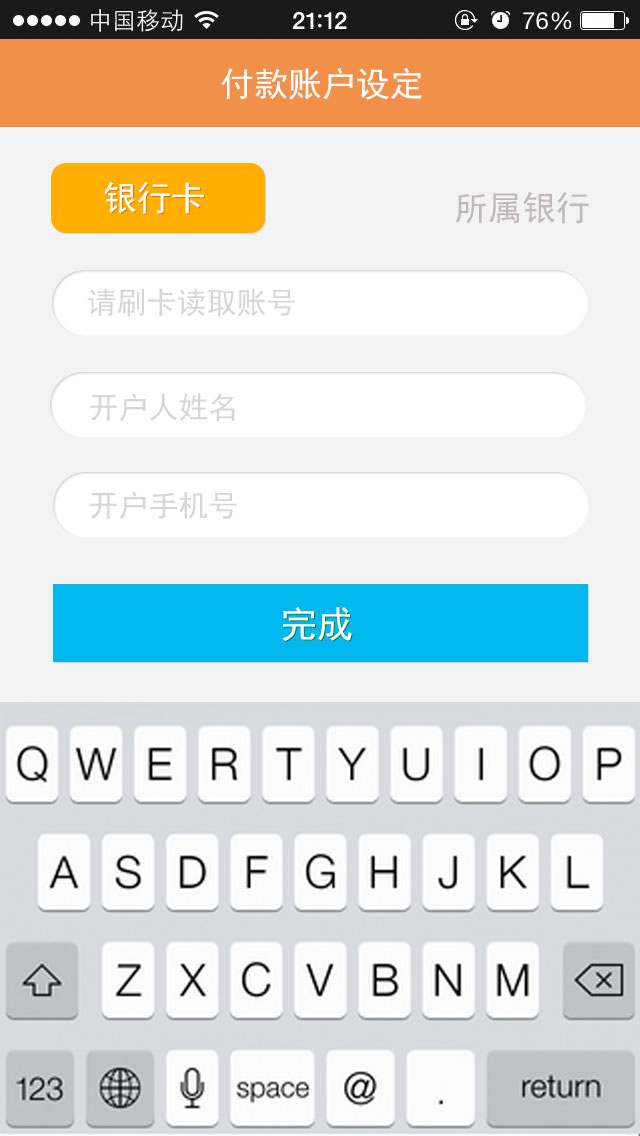 中国移动 21:12 76%
付款账户设定
银行卡 所属银行
请刷卡读取账号
开户人姓名
开户手机号
完成
Q W E R T Y U I O P
A S D F G H J K L
Z X C V B N M
123 space @ . return